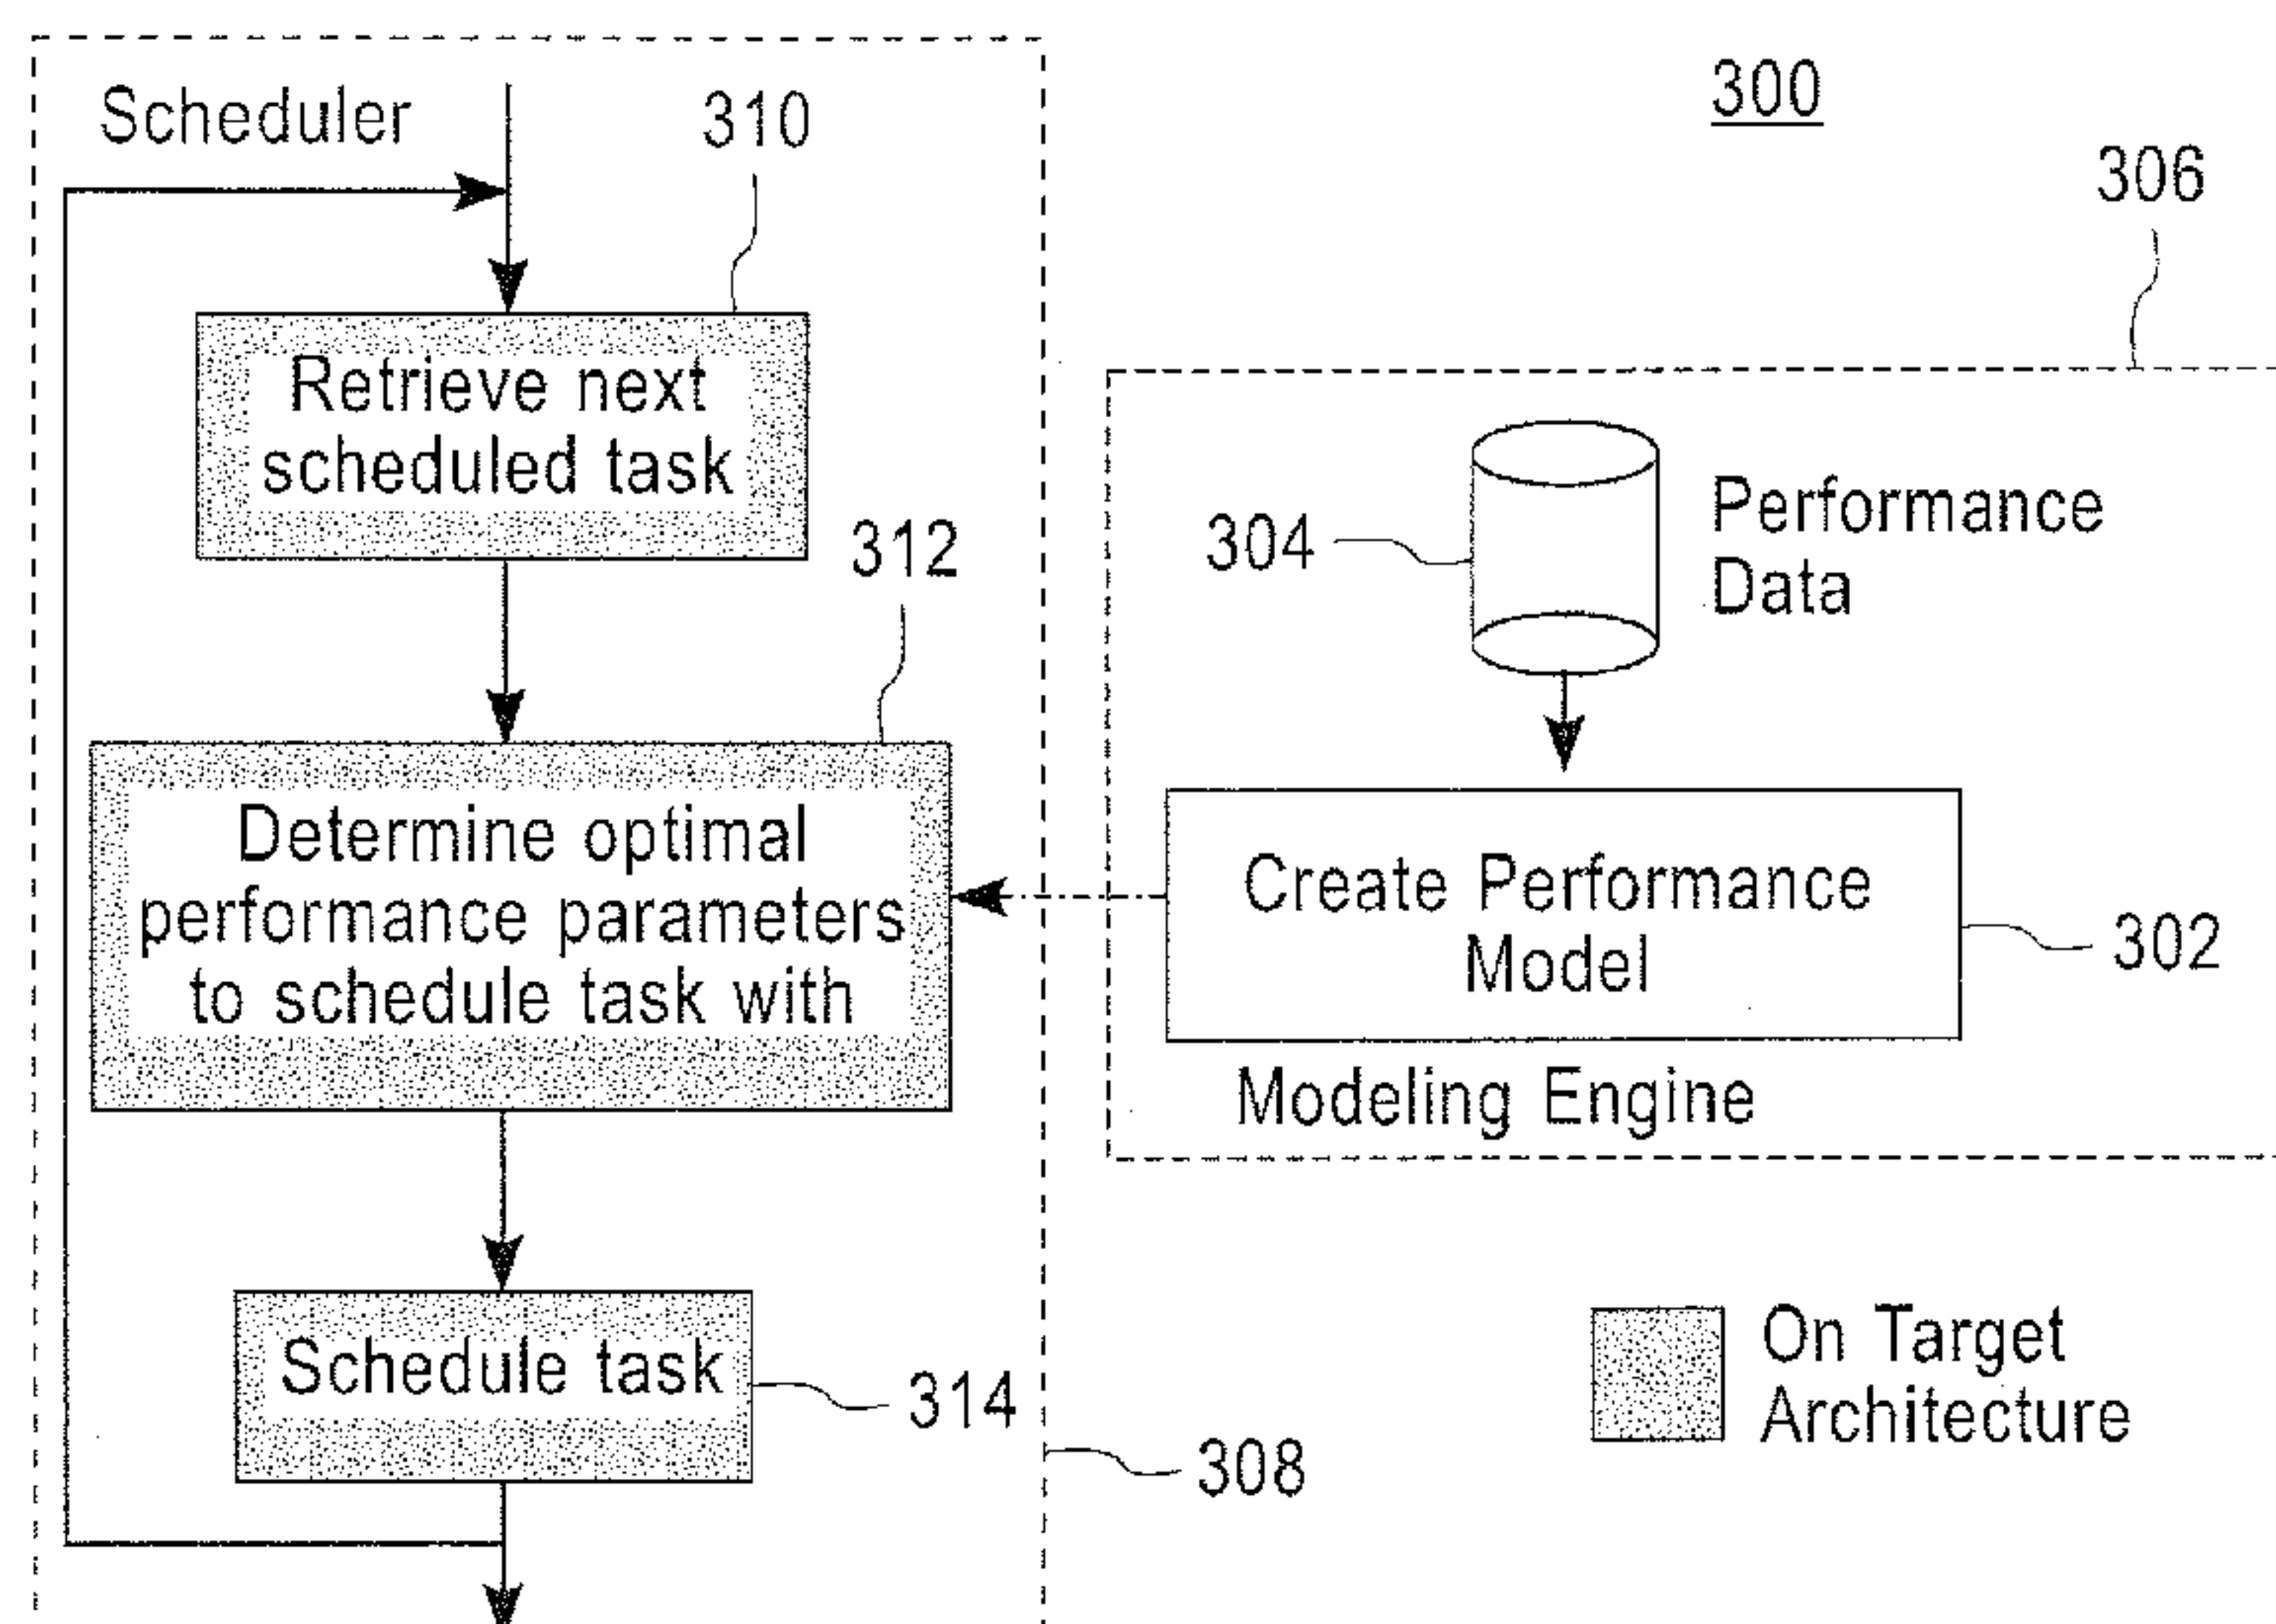 Scheduler
310
300
306
Retrieve next
scheduled task
312
304
Performance
Data
Determine optimal
performance parameters
to schedule task with
Create Performance
Model
302
Modeling Engine
Schedule task
314
308
On Target
Architecture